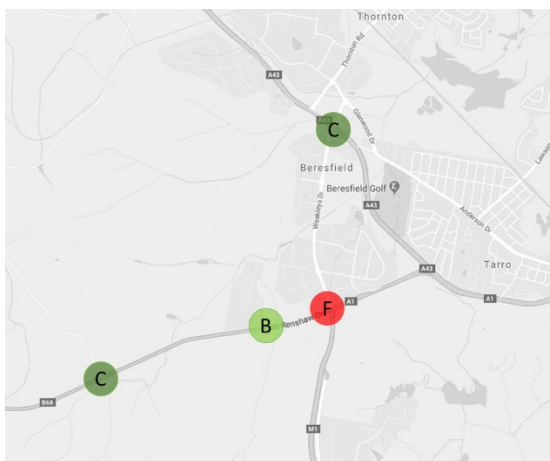 Thornton
A43
Thornton Rd
C
Glenwood Dr
Beresfield
Beresfield Golf
Weakleys Dr
A43
Anderson Dr
Tarro
A43
A1
F
A1
B
Renshaw Dr
C
B68
M1